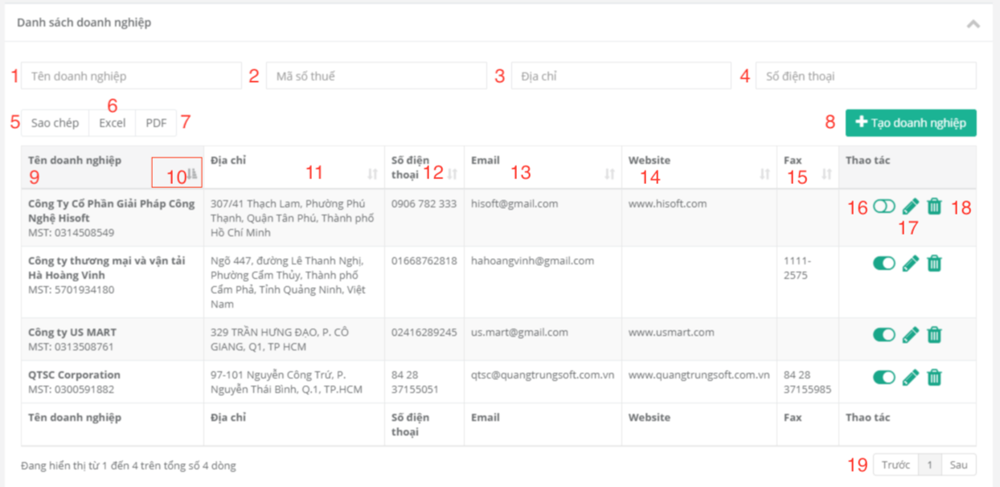 Danh sách doanh nghiệp
1 Tên doanh nghiệp 2 Mã số thuế 3 Địa chỉ 4 Số điện thoại
6
5 Sao chép Excel PDF 7 8 Tạo doanh nghiệp
Tên doanh nghiệp Địa chỉ Số điện thoại Email Website Fax Thao tác
9 10 11 12 13 14 15
Công Ty Cổ Phần Giải Pháp Công 307/41 Thạch Lam, Phường Phú 0906 782 333 hisoft@gmail.com www.hisoft.com 16 18
Nghệ Hisoft Thạnh, Quận Tân Phú, Thành phố 17
MST: 0314508549 Hồ Chí Minh
Công ty thương mại và vận tải Ngõ 447, đường Lê Thanh Nghị, 01668762818 hahoangvinh@gmail.com 1111-
Hà Hoàng Vinh Phường Cẩm Thủy, Thành phố 2575
MST: 5701934180 Cẩm Phả, Tỉnh Quảng Ninh, Việt
Nam
Công ty US MART 329 TRẦN HƯNG ĐẠO, P. CÔ 02416289245 us.mart@gmail.com www.usmart.com
MST: 0313508761 GIANG, Q1, TP HCM
QTSC Corporation 97-101 Nguyễn Công Trứ, P. 84 28 qtsc@quangtrungsoft.com.vn www.quangtrungsoft.com.vn 84 28
MST: 0300591882 Nguyễn Thái Bình, Q.1, TP.HCM 37155051 37155985
Tên doanh nghiệp Địa chỉ Số điện Email Website Fax Thao tác
thoại
Đang hiển thị từ 1 đến 4 trên tổng số 4 dòng 19 Trước 1 Sau